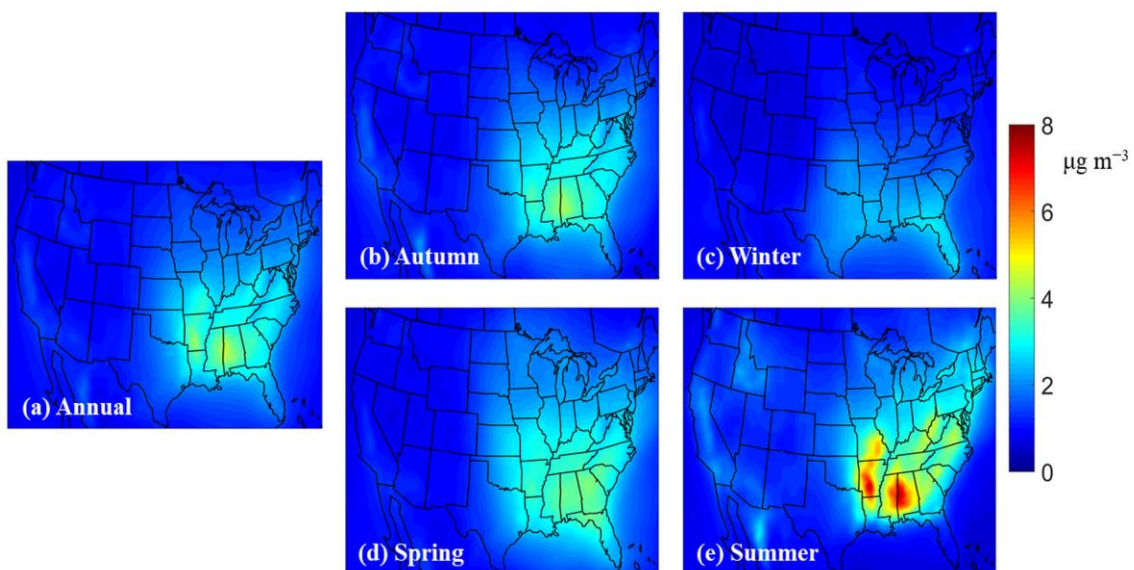 (a) Annual
(b) Autumn
(c) Winter
(d) Spring
(e) Summer
8
μg m⁻³
6
4
2
0